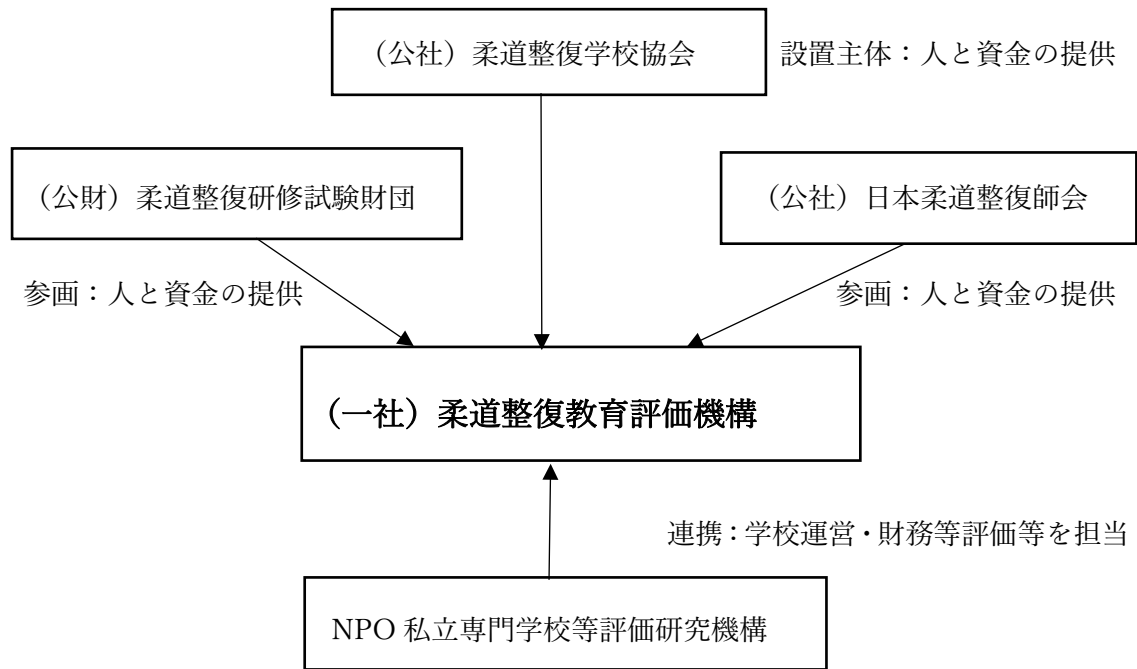 （公社）柔道整復学校協会
設置主体：人と資金の提供
（公財）柔道整復研修試験財団
（公社）日本柔道整復師会
参画：人と資金の提供
参画：人と資金の提供
（一社）柔道整復教育評価機構
連携：学校運営・財務等評価等を担当
NPO 私立専門学校等評価研究機構